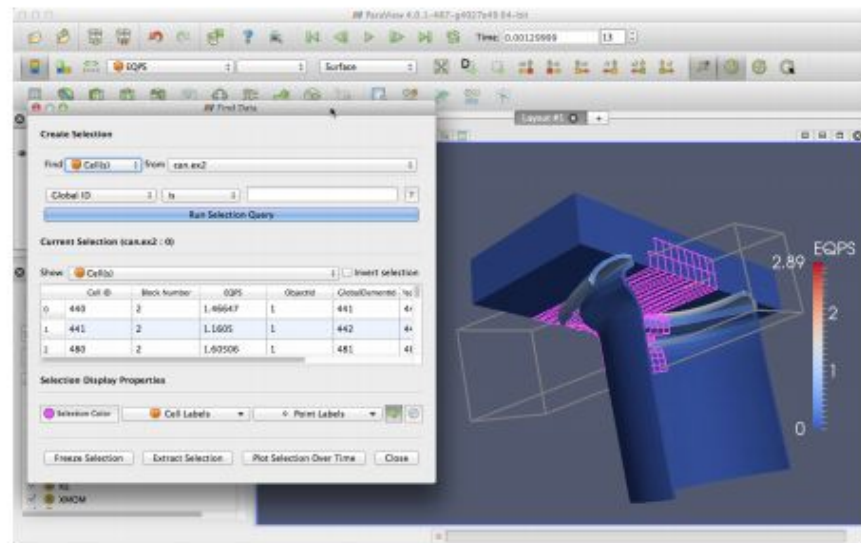 ParaView 4.0.1-487-g4027e49 64-bit
Time: 0.00129999 13
EQPS Surface
Find Data
Layout #1 +
Create Selection
Find Cell(s) from can.ex2
Global ID is ?
Run Selection Query
Current Selection (can.ex2 : 0)
Show Cell(s) Invert selection
Cell ID Block Number EQPS ObjectId GlobalElementId
0 440 2 1.46647 1 441
1 441 2 1.1605 1 442
2 480 2 1.60506 1 481
Selection Display Properties
Selection Color Cell Labels Point Labels
Freeze Selection Extract Selection Plot Selection Over Time Close
XMOM
EQPS
2.89
2
1
0